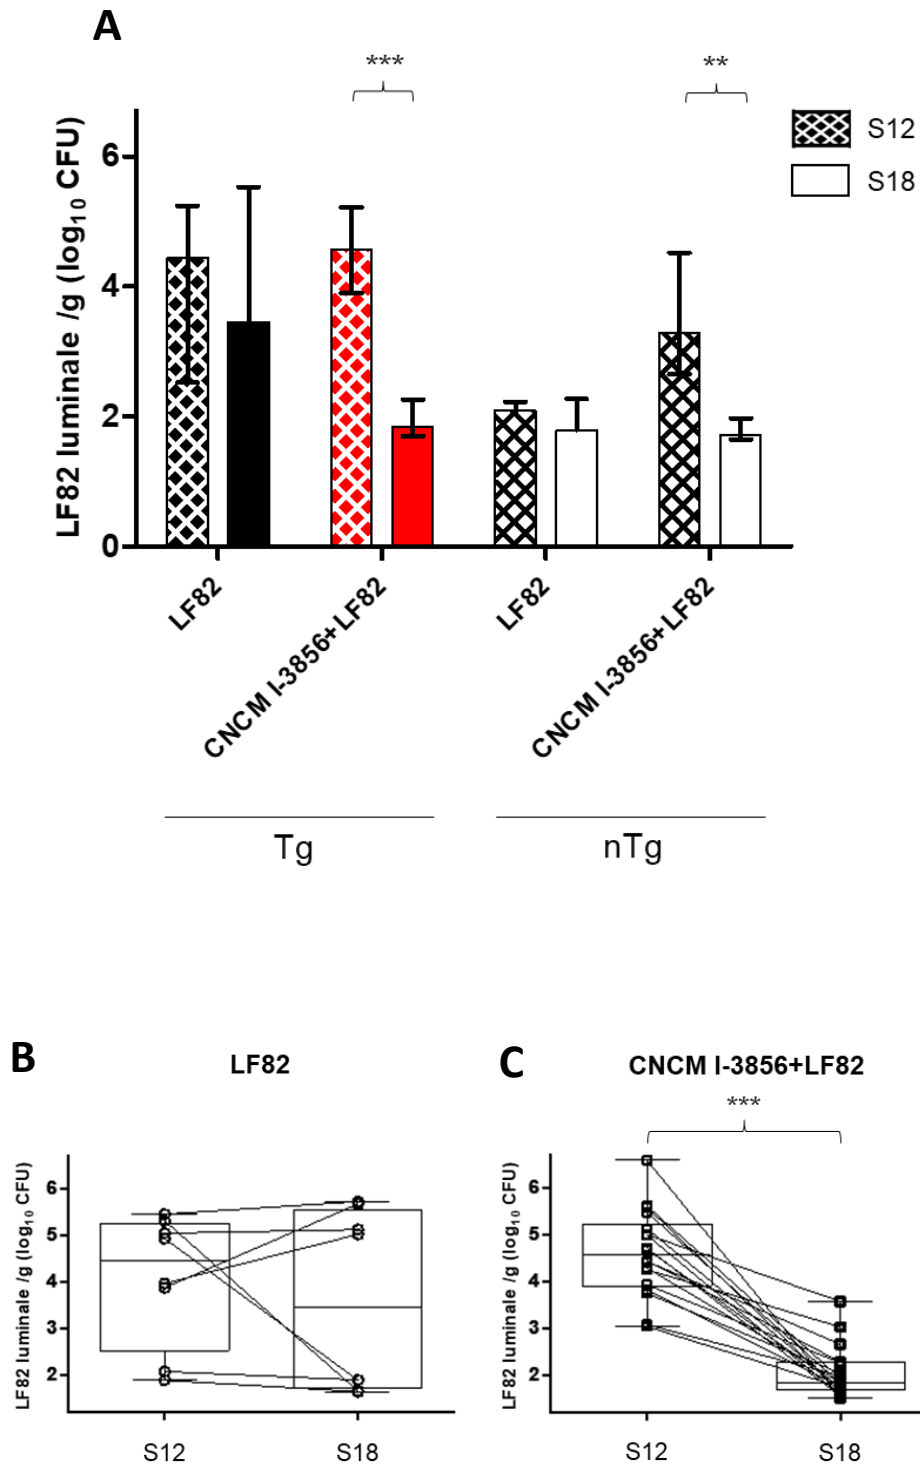 A
***
**
S12
S18
LF82 luminale /g (log₁₀ CFU)
6
4
2
0
LF82
CNCM I-3856+LF82
LF82
CNCM I-3856+LF82
Tg
nTg
B
LF82
LF82 luminale /g (log₁₀ CFU)
6
5
4
3
2
S12
S18
C
CNCM I-3856+LF82
***
LF82 luminale /g (log₁₀ CFU)
6
5
4
3
2
S12
S18